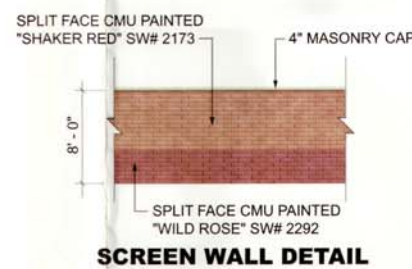 SPLIT FACE CMU PAINTED
"SHAKER RED" SW# 2173
4" MASONRY CAP
8' - 0"
SPLIT FACE CMU PAINTED
"WILD ROSE" SW# 2292
SCREEN WALL DETAIL